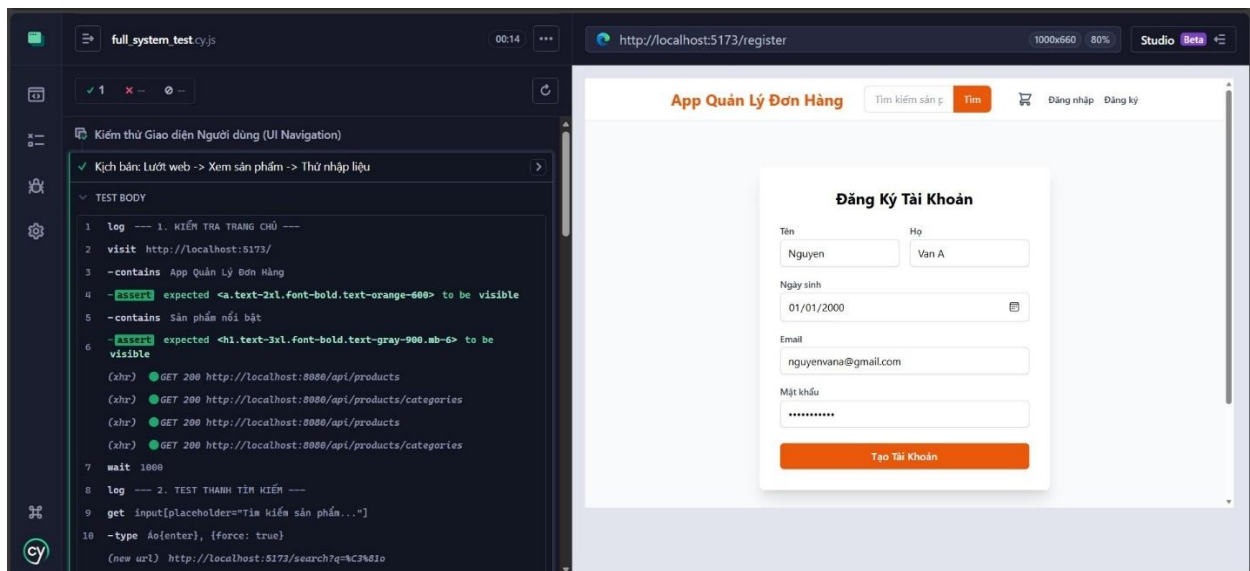 full_system_test.cy.js
00:14
1
--
--
Kiểm thử Giao diện Người dùng (UI Navigation)
Kịch bản: Lướt web -> Xem sản phẩm -> Thử nhập liệu
TEST BODY
1 log --- 1. KIỂM TRA TRANG CHỦ ---
2 visit http://localhost:5173/
3 -contains App Quản Lý Đơn Hàng
4 -assert expected <a.text-2xl.font-bold.text-orange-600> to be visible
5 -contains Sản phẩm nổi bật
6 -assert expected <h1.text-3xl.font-bold.text-gray-900.mb-6> to be
visible
(xhr) GET 200 http://localhost:8080/api/products
(xhr) GET 200 http://localhost:8080/api/products/categories
(xhr) GET 200 http://localhost:8080/api/products
(xhr) GET 200 http://localhost:8080/api/products/categories
7 wait 1000
8 log --- 2. TEST THANH TÌM KIẾM ---
9 get input[placeholder="Tìm kiếm sản phẩm..."]
10 -type Áo{enter}, {force: true}
(new url) http://localhost:5173/search?q=%C3%81o
cy
http://localhost:5173/register
1000x660 80%
Studio Beta
App Quản Lý Đơn Hàng
Tìm kiếm sản p
Tìm
Đăng nhập Đăng ký
Đăng Ký Tài Khoản
Tên Họ
Nguyen Van A
Ngày sinh
01/01/2000
Email
nguyenvana@gmail.com
Mật khẩu
•••••••••••
Tạo Tài Khoản